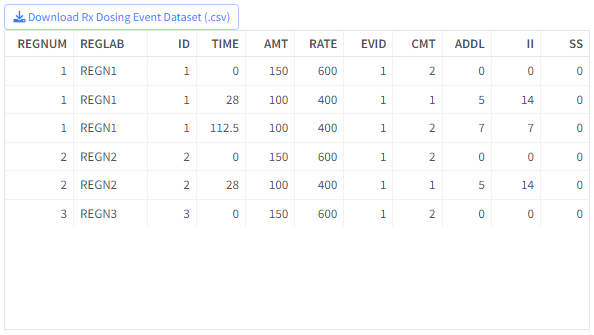 Download Rx Dosing Event Dataset (.csv)
REGNUM REGLAB ID TIME AMT RATE EVID CMT ADDL II SS
1 REGN1 1 0 150 600 1 2 0 0 0
1 REGN1 1 28 100 400 1 1 5 14 0
1 REGN1 1 112.5 100 400 1 2 7 7 0
2 REGN2 2 0 150 600 1 2 0 0 0
2 REGN2 2 28 100 400 1 1 5 14 0
3 REGN3 3 0 150 600 1 2 0 0 0